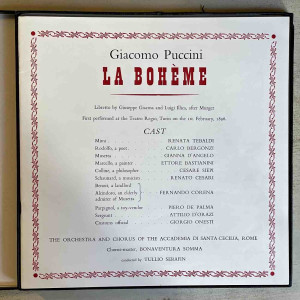 Giacomo Puccini
LA BOHÈME
Libretto by Giuseppe Giacosa and Luigi Illica, after Murger
First performed at the Teatro Regio, Turin on the 1st February, 1896
CAST
Mimi RENATA TEBALDI
Rodolfo, a poet CARLO BERGONZI
Musetta GIANNA D'ANGELO
Marcello, a painter ETTORE BASTIANINI
Colline, a philosopher CESARE SIEPI
Schaunard, a musician RENATO CESARI
Benoit, a landlord
Alcindoro, an elderly admirer of Musetta FERNANDO CORENA
Parpignol, a toy-vendor PIERO DE PALMA
Sergeant ATTILIO D'ORAZI
Customs official GIORGIO ONESTI
THE ORCHESTRA AND CHORUS OF THE ACCADEMIA DI SANTA CECILIA, ROME
Chorus-master, BONAVENTURA SOMMA
conducted by TULLIO SERAFIN